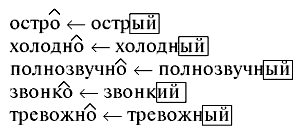 остро ← острый
холодно ← холодный
полнозвучно ← полнозвучный
звонко ← звонкий
тревожно ← тревожный